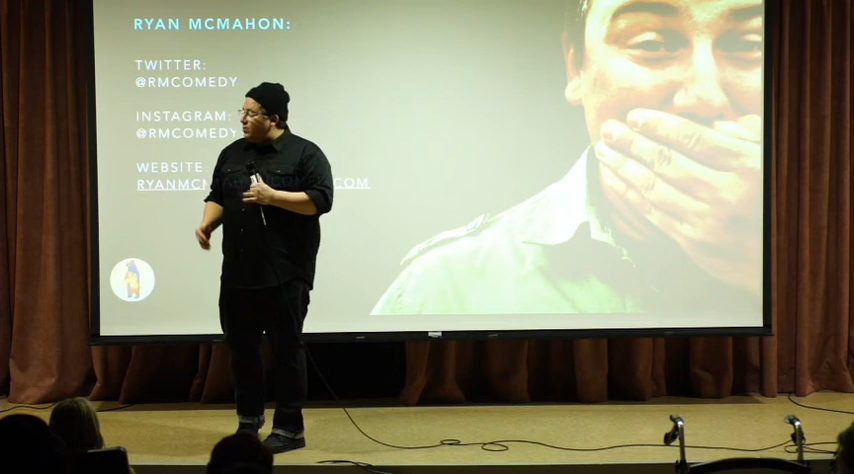 RYAN MCMAHON:
TWITTER:
@RMCOMEDY
INSTAGRAM:
@RMCOMEDY
WEBSITE